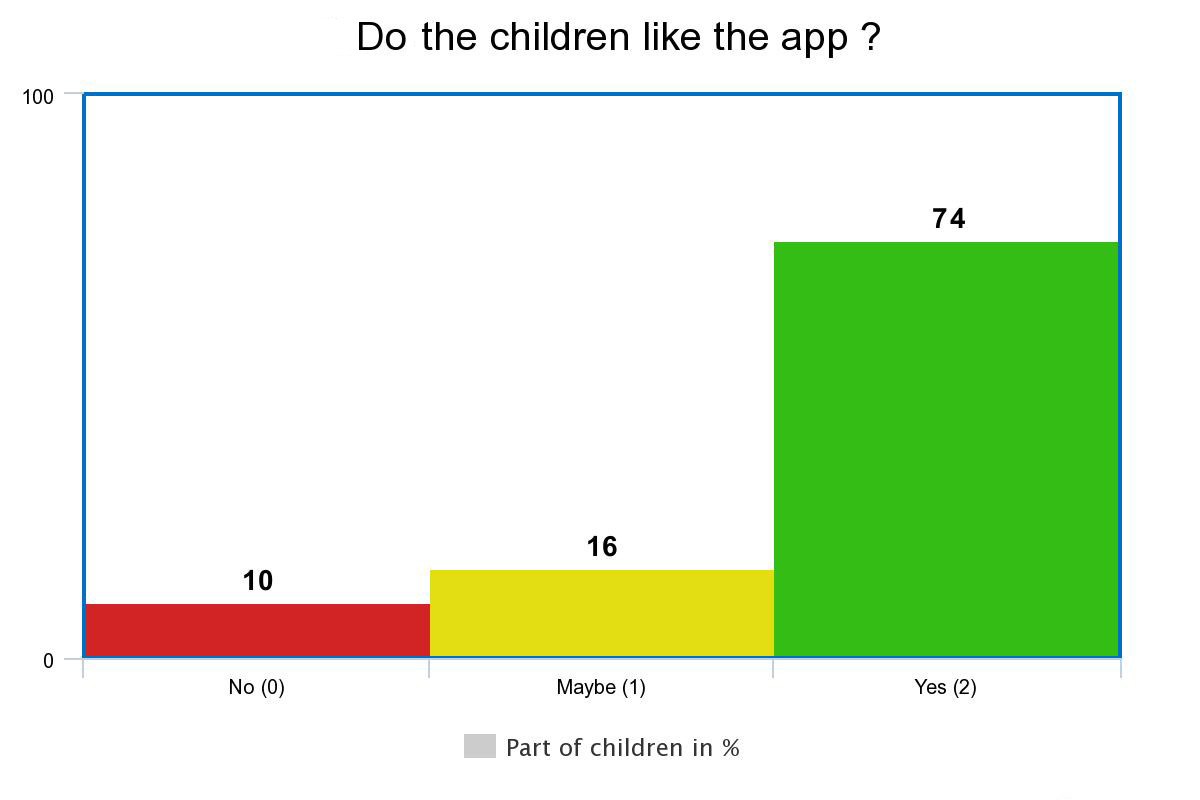 Do the children like the app ?
100
74
16
10
0
No (0) Maybe (1) Yes (2)
Part of children in %